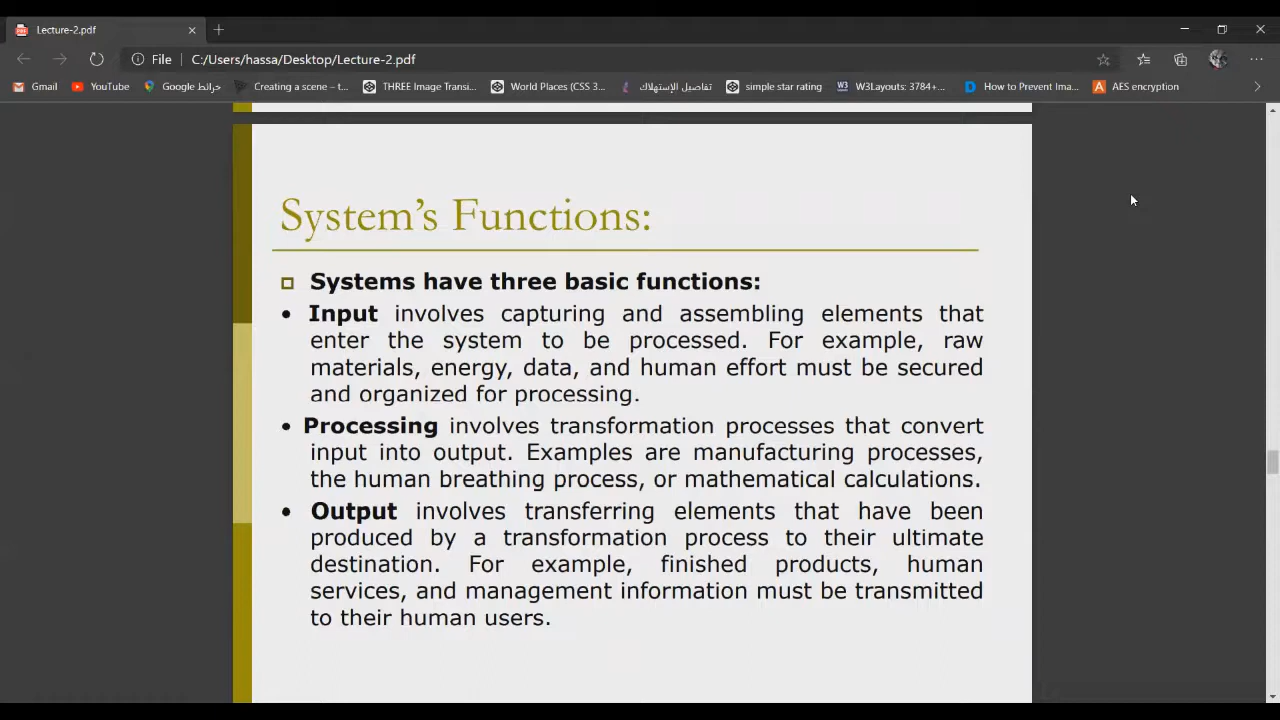 Lecture-2.pdf
File C:/Users/hassa/Desktop/Lecture-2.pdf
Gmail YouTube خرائط Google Creating a scene – t... THREE Image Transi... World Places (CSS 3... تفاصيل الإستهلاك simple star rating W3Layouts: 3784+... How to Prevent Ima... AES encryption
System's Functions:
Systems have three basic functions:
• Input involves capturing and assembling elements that
enter the system to be processed. For example, raw
materials, energy, data, and human effort must be secured
and organized for processing.
• Processing involves transformation processes that convert
input into output. Examples are manufacturing processes,
the human breathing process, or mathematical calculations.
• Output involves transferring elements that have been
produced by a transformation process to their ultimate
destination. For example, finished products, human
services, and management information must be transmitted
to their human users.